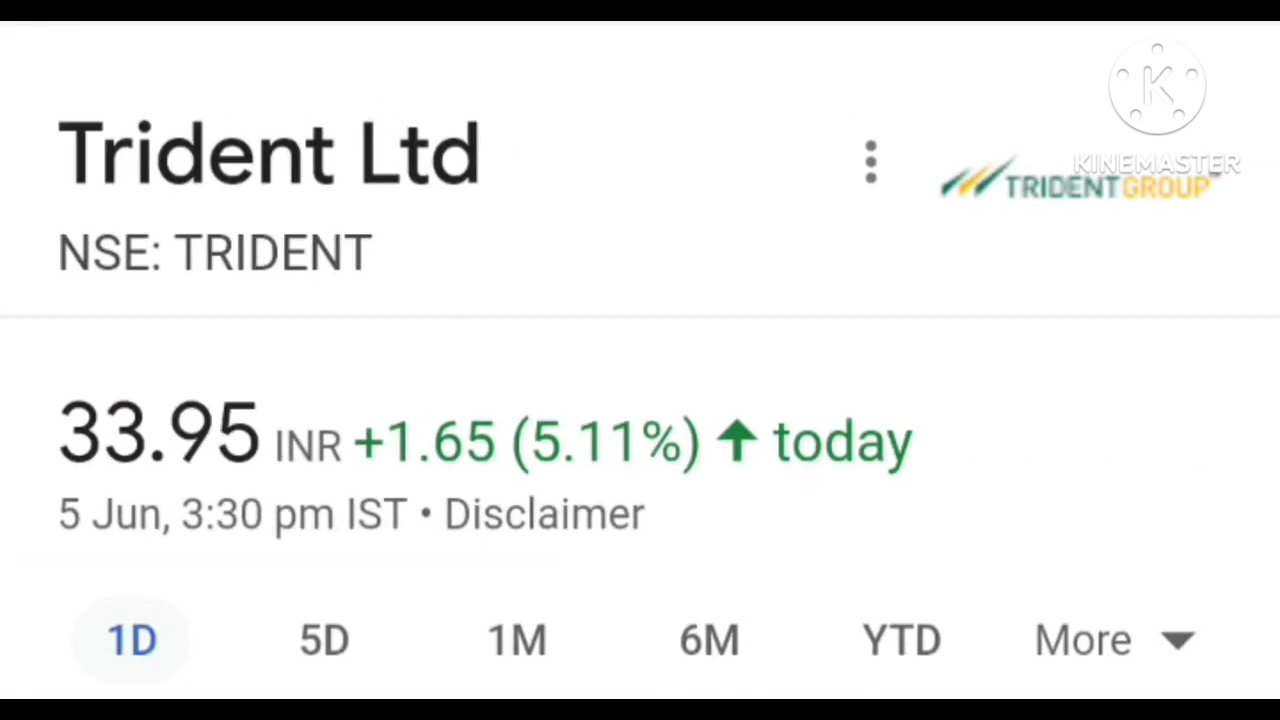 Trident Ltd
KINEMASTER
TRIDENTGROUP
NSE: TRIDENT
33.95 INR +1.65 (5.11%) ↑ today
5 Jun, 3:30 pm IST • Disclaimer
1D 5D 1M 6M YTD More